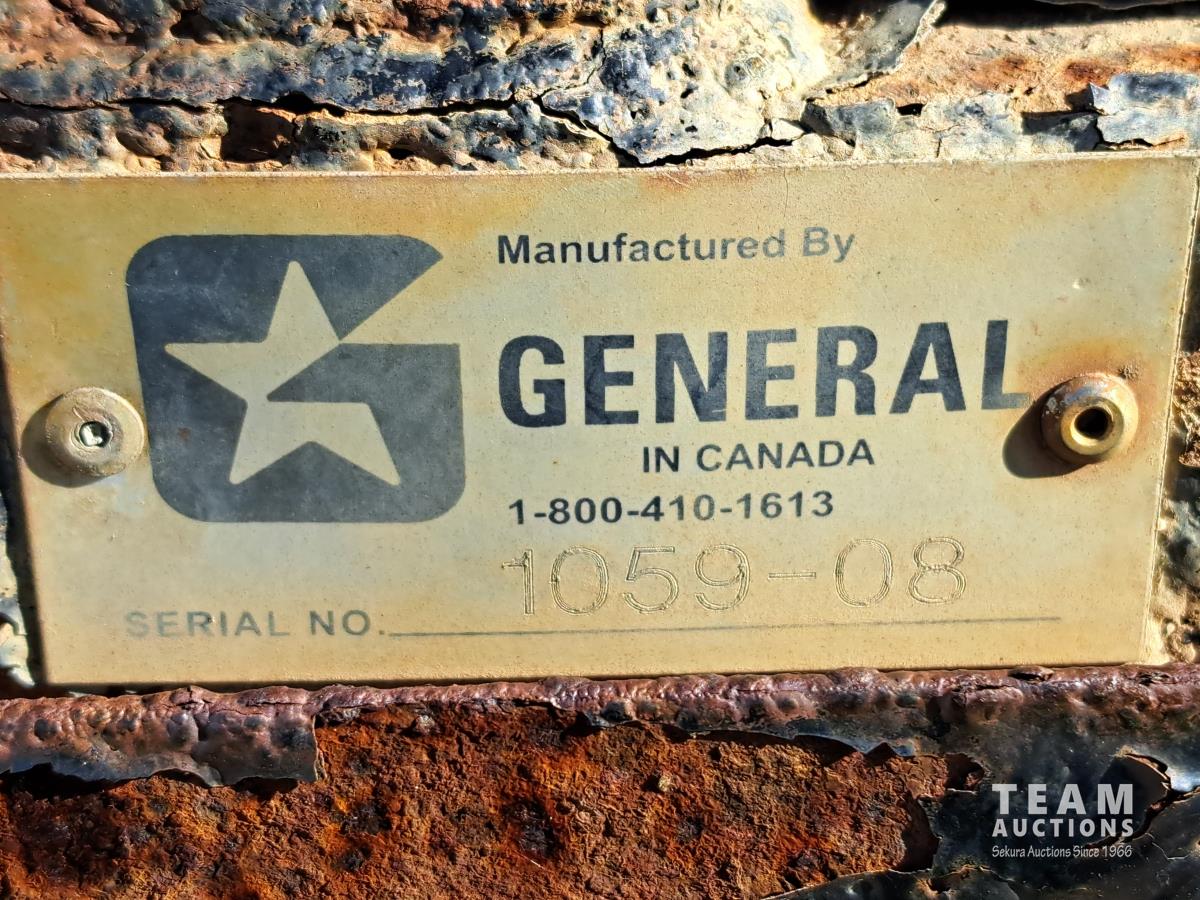 Manufactured By
GENERAL
IN CANADA
1-800-410-1613
1059-08
SERIAL NO.
TEAM
AUCTIONS
Sekura Auctions Since 1966